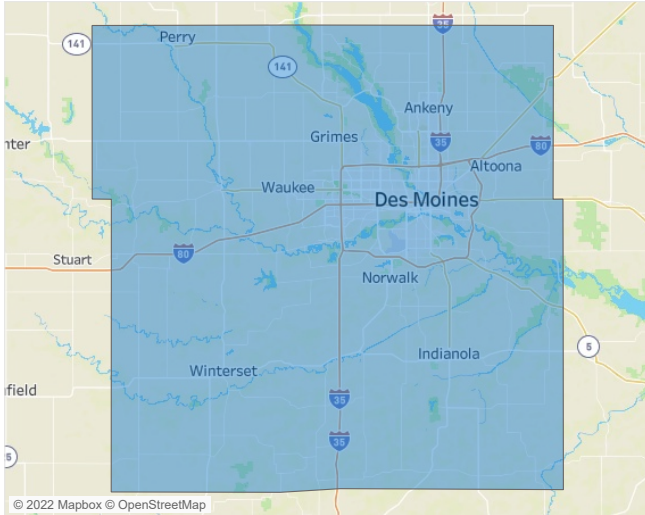 35
141
Perry
141
Ankeny
Grimes
35
80
nter
Altoona
Waukee
Des Moines
80
Stuart
Norwalk
5
Indianola
Winterset
nfield
35
35
5
© 2022 Mapbox © OpenStreetMap